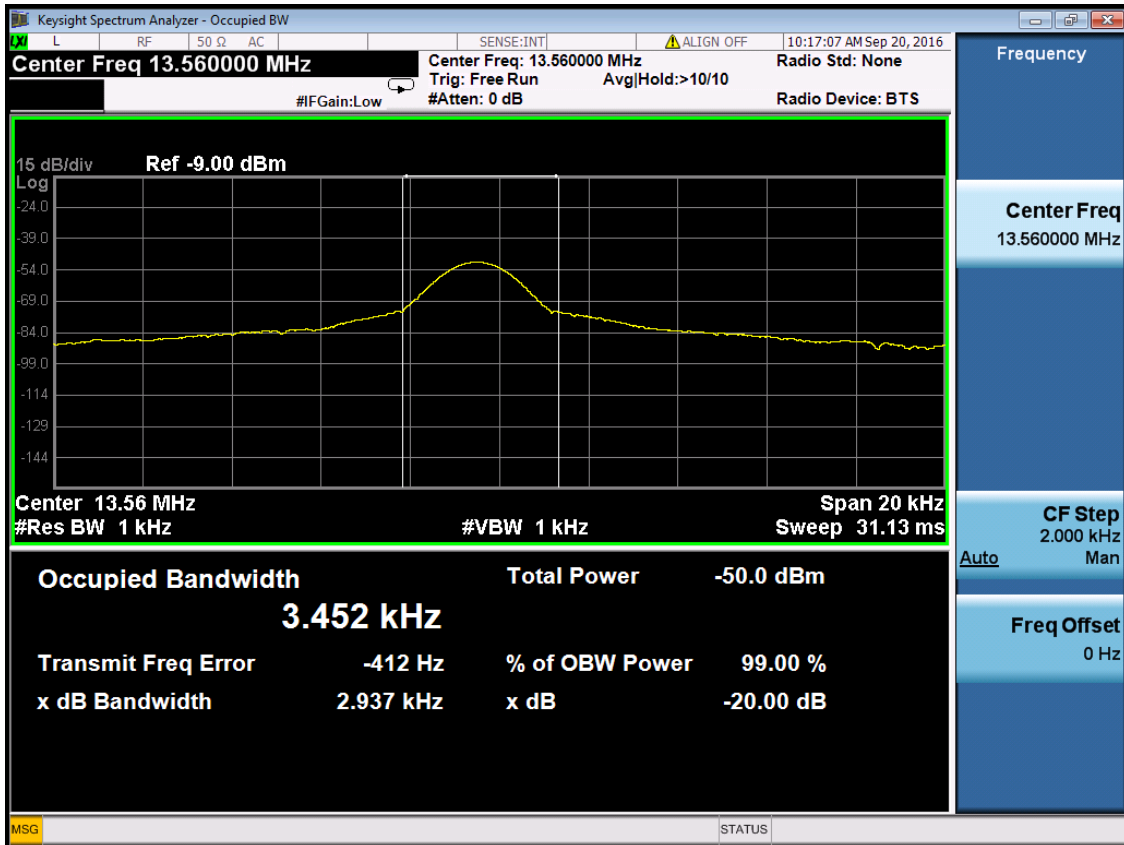 Keysight Spectrum Analyzer - Occupied BW
LXI L RF 50 Ω AC SENSE:INT ALIGN OFF 10:17:07 AM Sep 20, 2016
Center Freq 13.560000 MHz
Center Freq: 13.560000 MHz Radio Std: None
Trig: Free Run Avg|Hold:>10/10
#IFGain:Low #Atten: 0 dB Radio Device: BTS
15 dB/div Ref -9.00 dBm
Log
-24.0
-39.0
-54.0
-69.0
-84.0
-99.0
-114
-129
-144
Center 13.56 MHz Span 20 kHz
#Res BW 1 kHz #VBW 1 kHz Sweep 31.13 ms
Occupied Bandwidth Total Power -50.0 dBm
3.452 kHz
Transmit Freq Error -412 Hz % of OBW Power 99.00 %
x dB Bandwidth 2.937 kHz x dB -20.00 dB
MSG STATUS
Frequency
Center Freq
13.560000 MHz
CF Step
2.000 kHz
Auto Man
Freq Offset
0 Hz